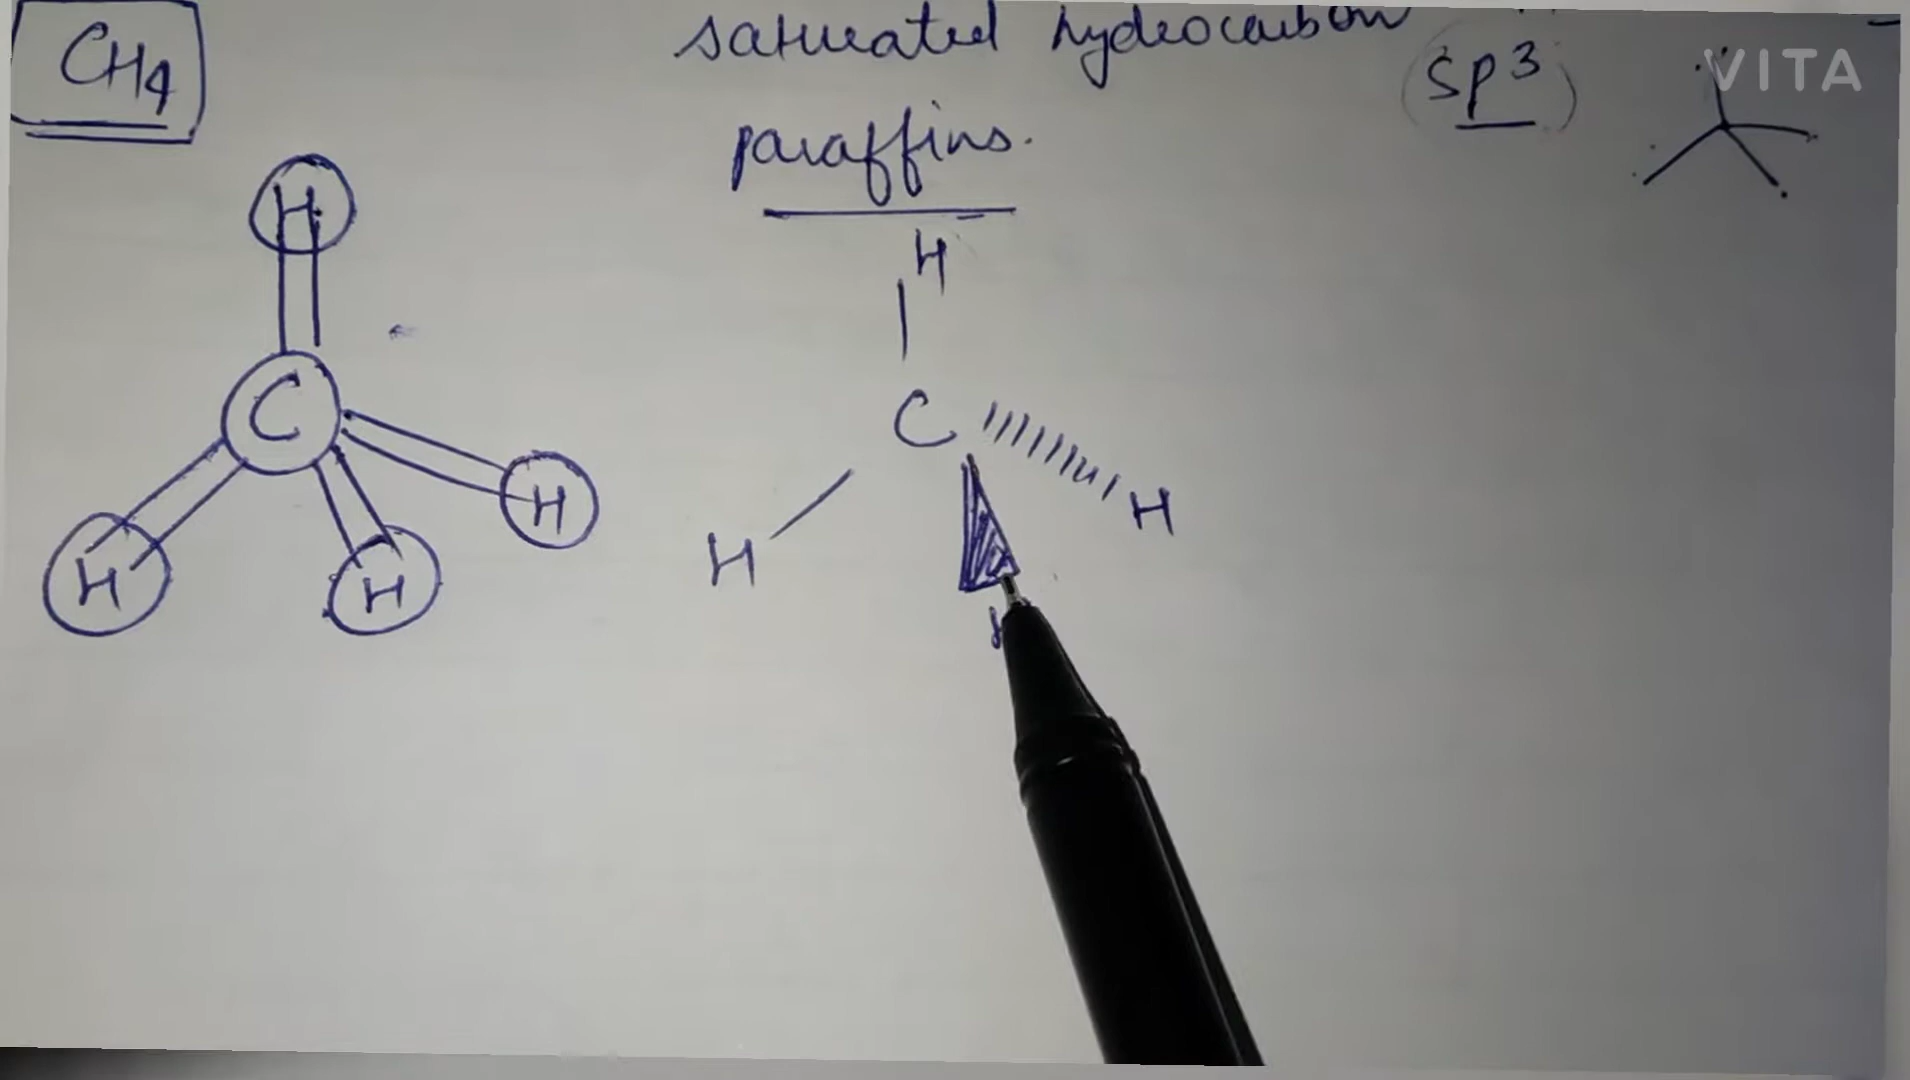 CH4
saturated hydrocarbon
paraffins.
sp3
VITA
H
H
C
C
H
H
H
H
H